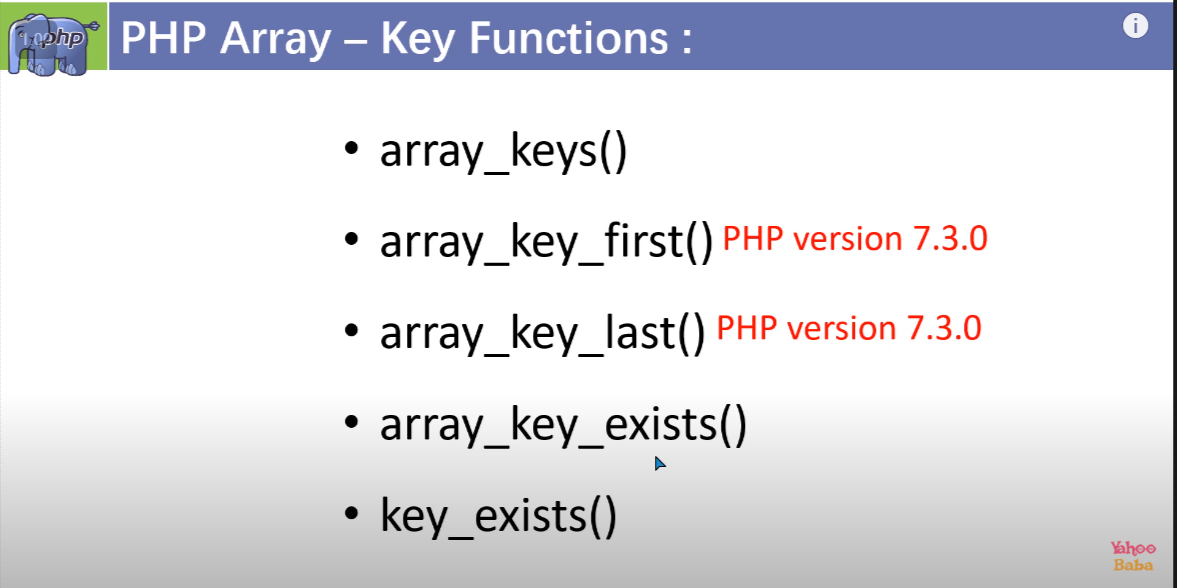 php
PHP Array – Key Functions :
i
• array_keys()
• array_key_first() PHP version 7.3.0
• array_key_last() PHP version 7.3.0
• array_key_exists()
• key_exists()
Yahoo
Baba